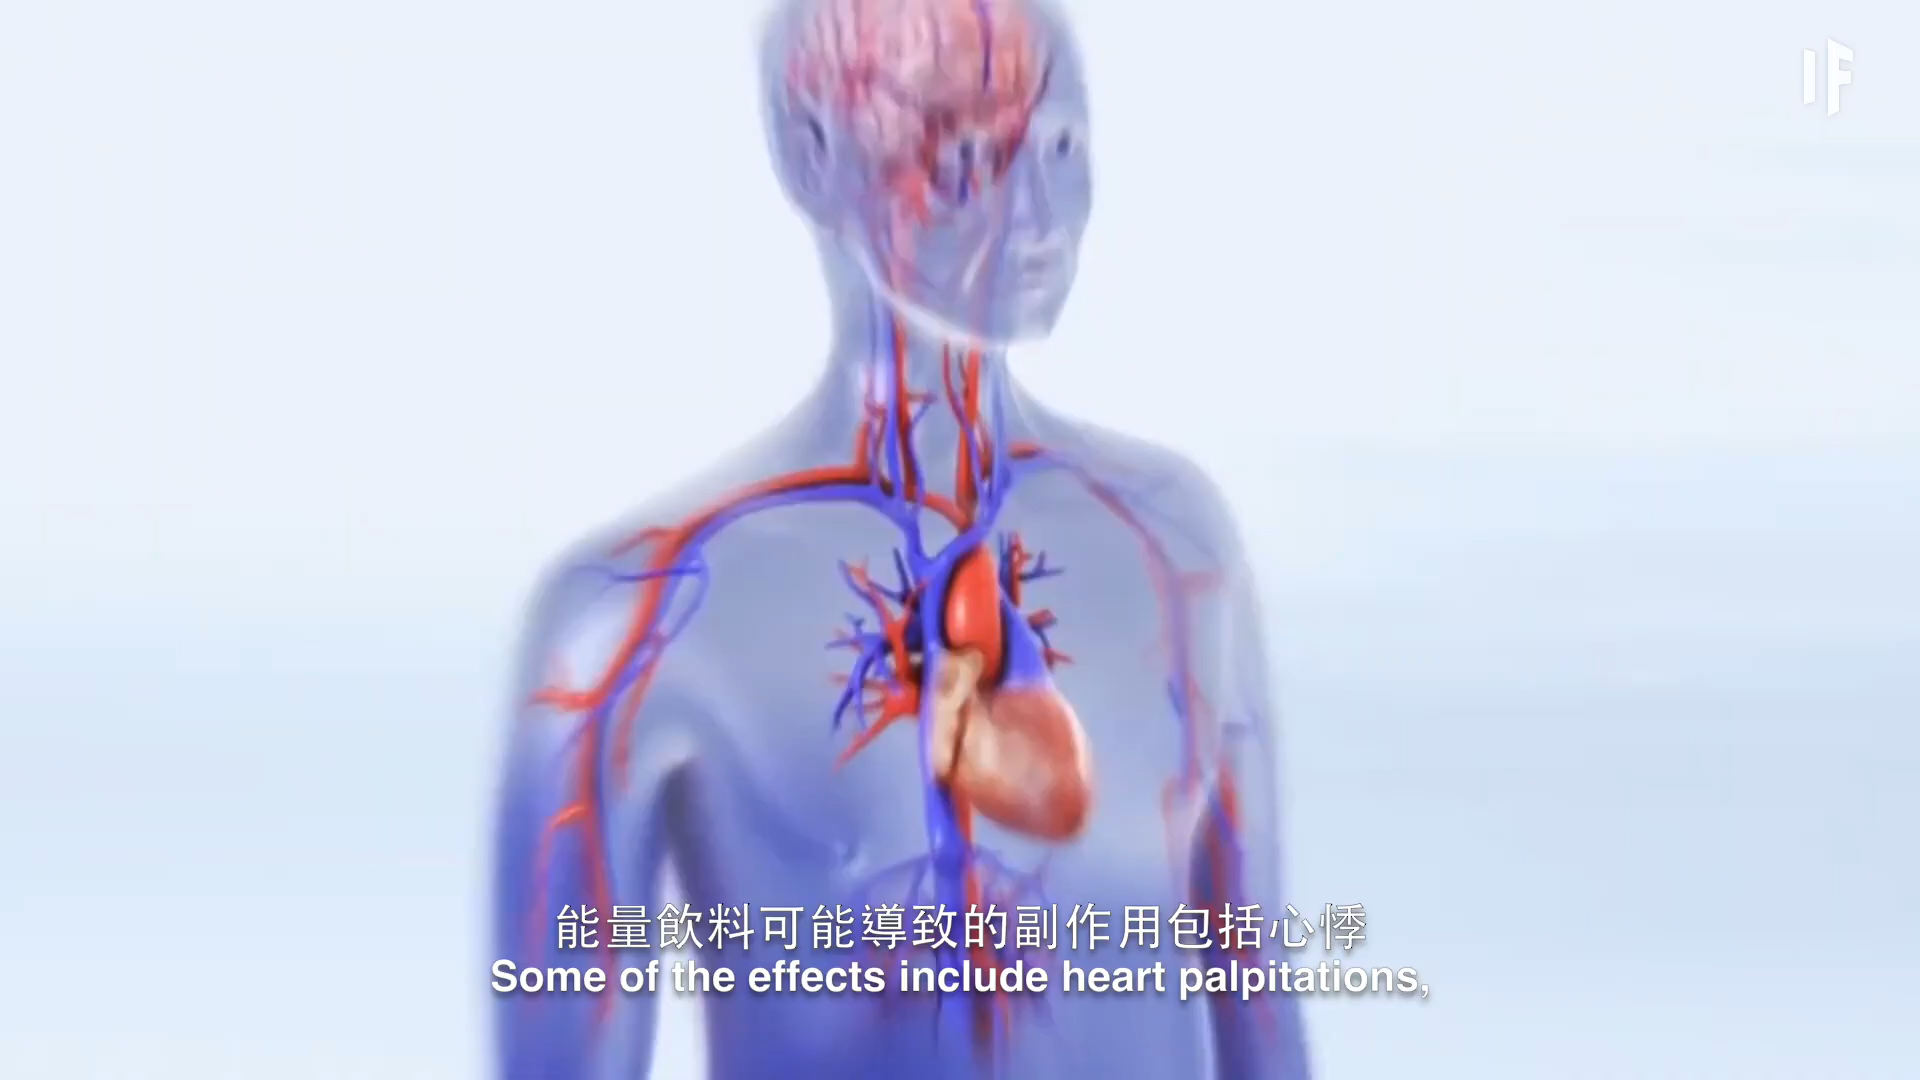 IF
能量飲料可能導致的副作用包括心悸
Some of the effects include heart palpitations,